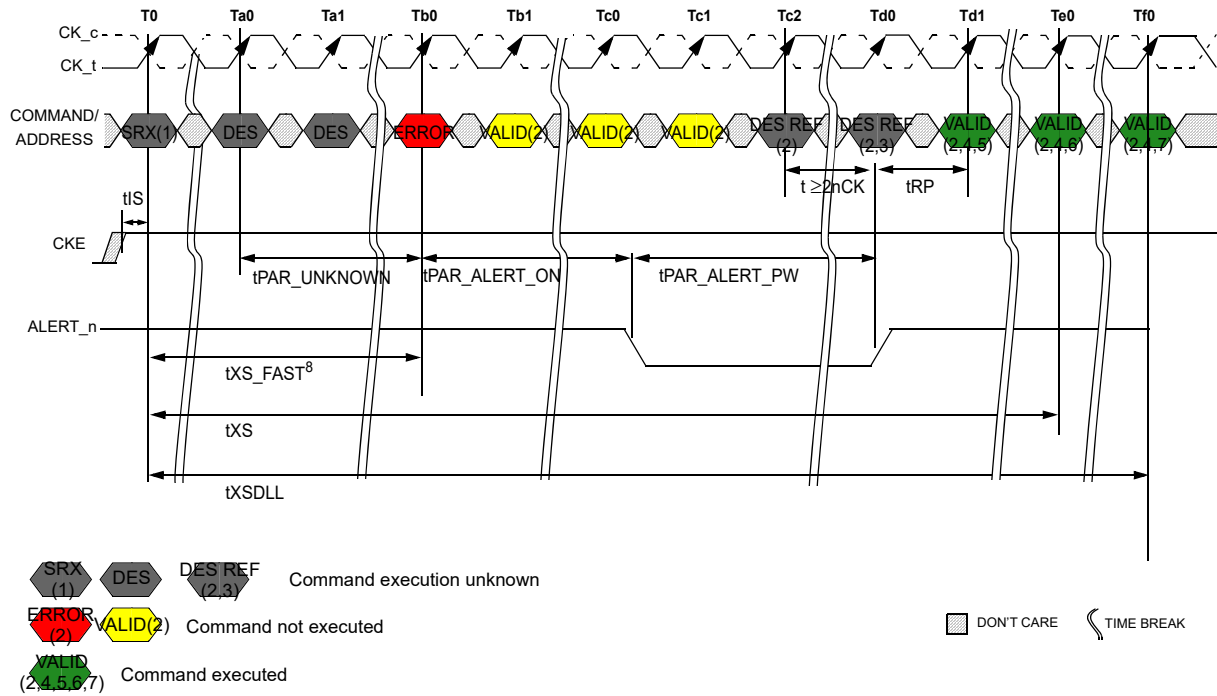 T0 Ta0 Ta1 Tb0 Tb1 Tc0 Tc1 Tc2 Td0 Td1 Te0 Tf0
CK_c
CK_t
COMMAND/
ADDRESS
SRX(1) DES DES ERROR VALID(2) VALID(2) VALID(2) DES REF (2) DES REF (2,3) VALID (2,4,5) VALID (2,4,6) VALID (2,4,7)
t ≥2nCK tRP
tIS
CKE
tPAR_UNKNOWN tPAR_ALERT_ON tPAR_ALERT_PW
ALERT_n
tXS_FAST8
tXS
tXSDLL
SRX (1) DES DES REF (2,3) Command execution unknown
ERROR (2) VALID(2) Command not executed
DON'T CARE TIME BREAK
VALID (2,4,5,6,7) Command executed